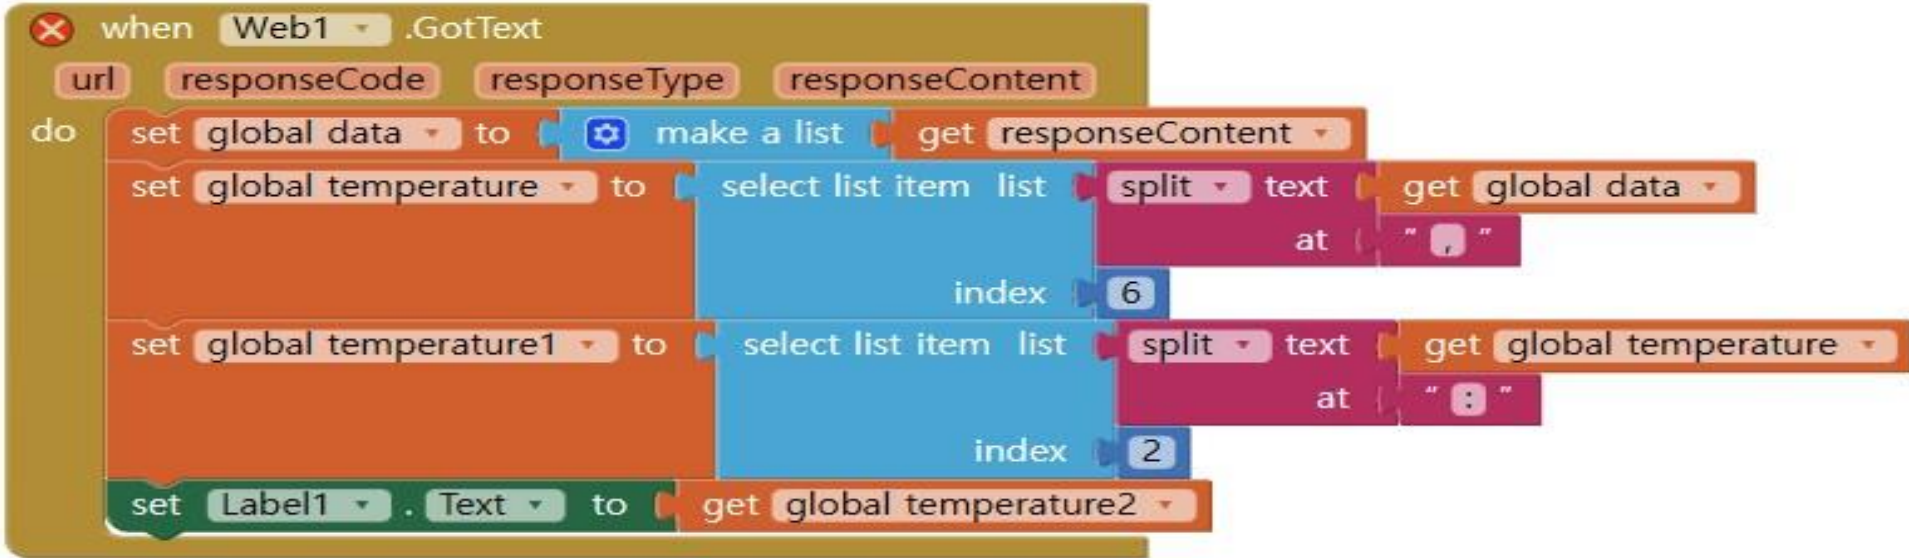 when Web1 .GotText
url responseCode responseType responseContent
do set global data to make a list get responseContent
set global temperature to select list item list split text get global data
at " , "
index 6
set global temperature1 to select list item list split text get global temperature
at " : "
index 2
set Label1 . Text to get global temperature2